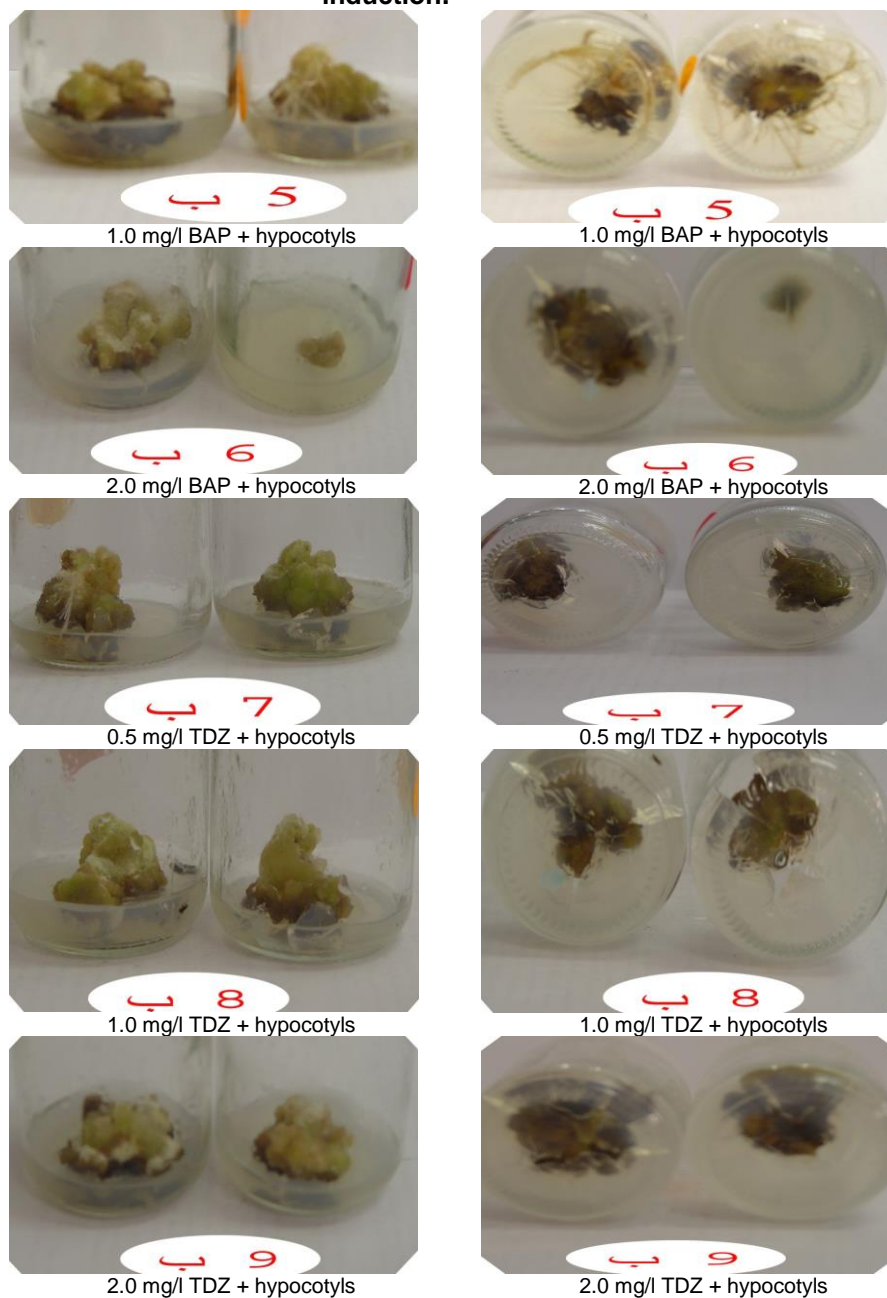 induction.
ب 5
ب 5
1.0 mg/l BAP + hypocotyls
1.0 mg/l BAP + hypocotyls
ب 6
ب 6
2.0 mg/l BAP + hypocotyls
2.0 mg/l BAP + hypocotyls
ب 7
ب 7
0.5 mg/l TDZ + hypocotyls
0.5 mg/l TDZ + hypocotyls
ب 8
ب 8
1.0 mg/l TDZ + hypocotyls
1.0 mg/l TDZ + hypocotyls
ب 9
ب 9
2.0 mg/l TDZ + hypocotyls
2.0 mg/l TDZ + hypocotyls